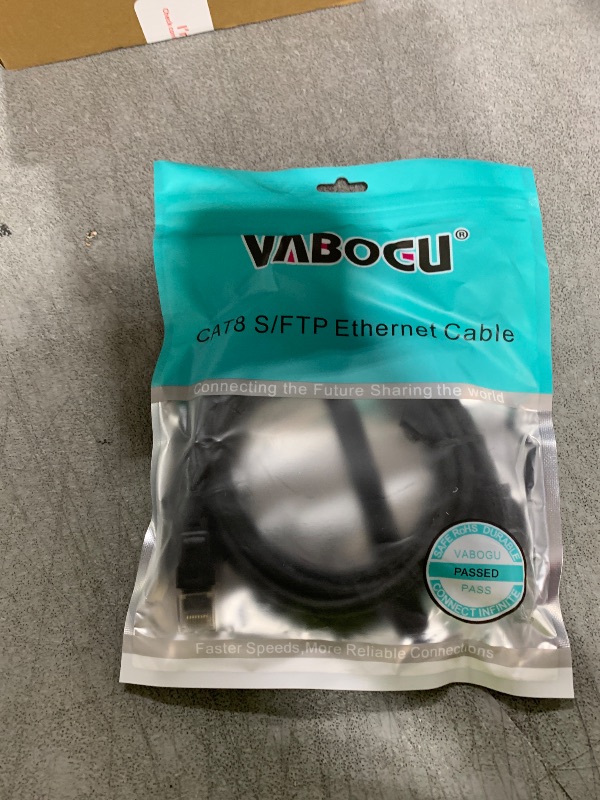 VABOGU®
CAT8 S/FTP Ethernet Cable
Connecting the Future Sharing the world
SAFE RoHS DURABLE
VABOGU
PASSED
PASS
CONNECT INFINITE
Faster Speeds,More Reliable Connections